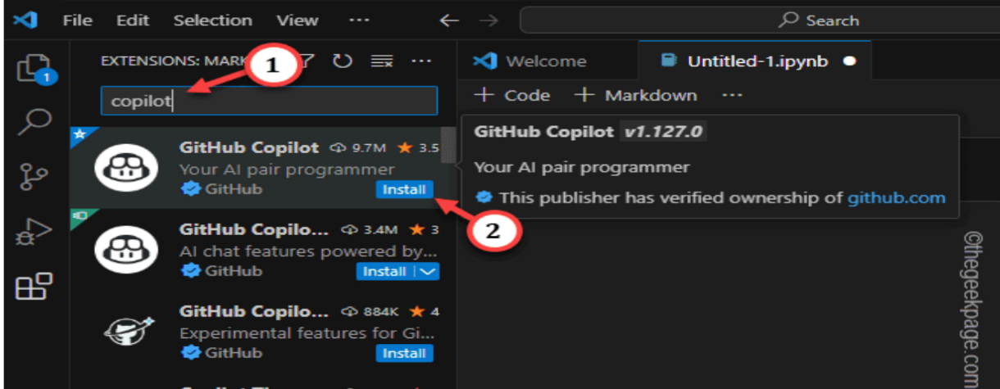 File Edit Selection View ··· Search
EXTENSIONS: MARK
1
copilot
GitHub Copilot 9.7M ★ 3.5
Your AI pair programmer
GitHub Install
2
GitHub Copilo... 3.4M ★ 3
AI chat features powered by...
GitHub Install
GitHub Copilo... 884K ★ 4
Experimental features for Gi...
GitHub Install
1
Welcome Untitled-1.ipynb
+ Code + Markdown ···
GitHub Copilot v1.127.0
Your AI pair programmer
This publisher has verified ownership of github.com
©thegeekpage.com